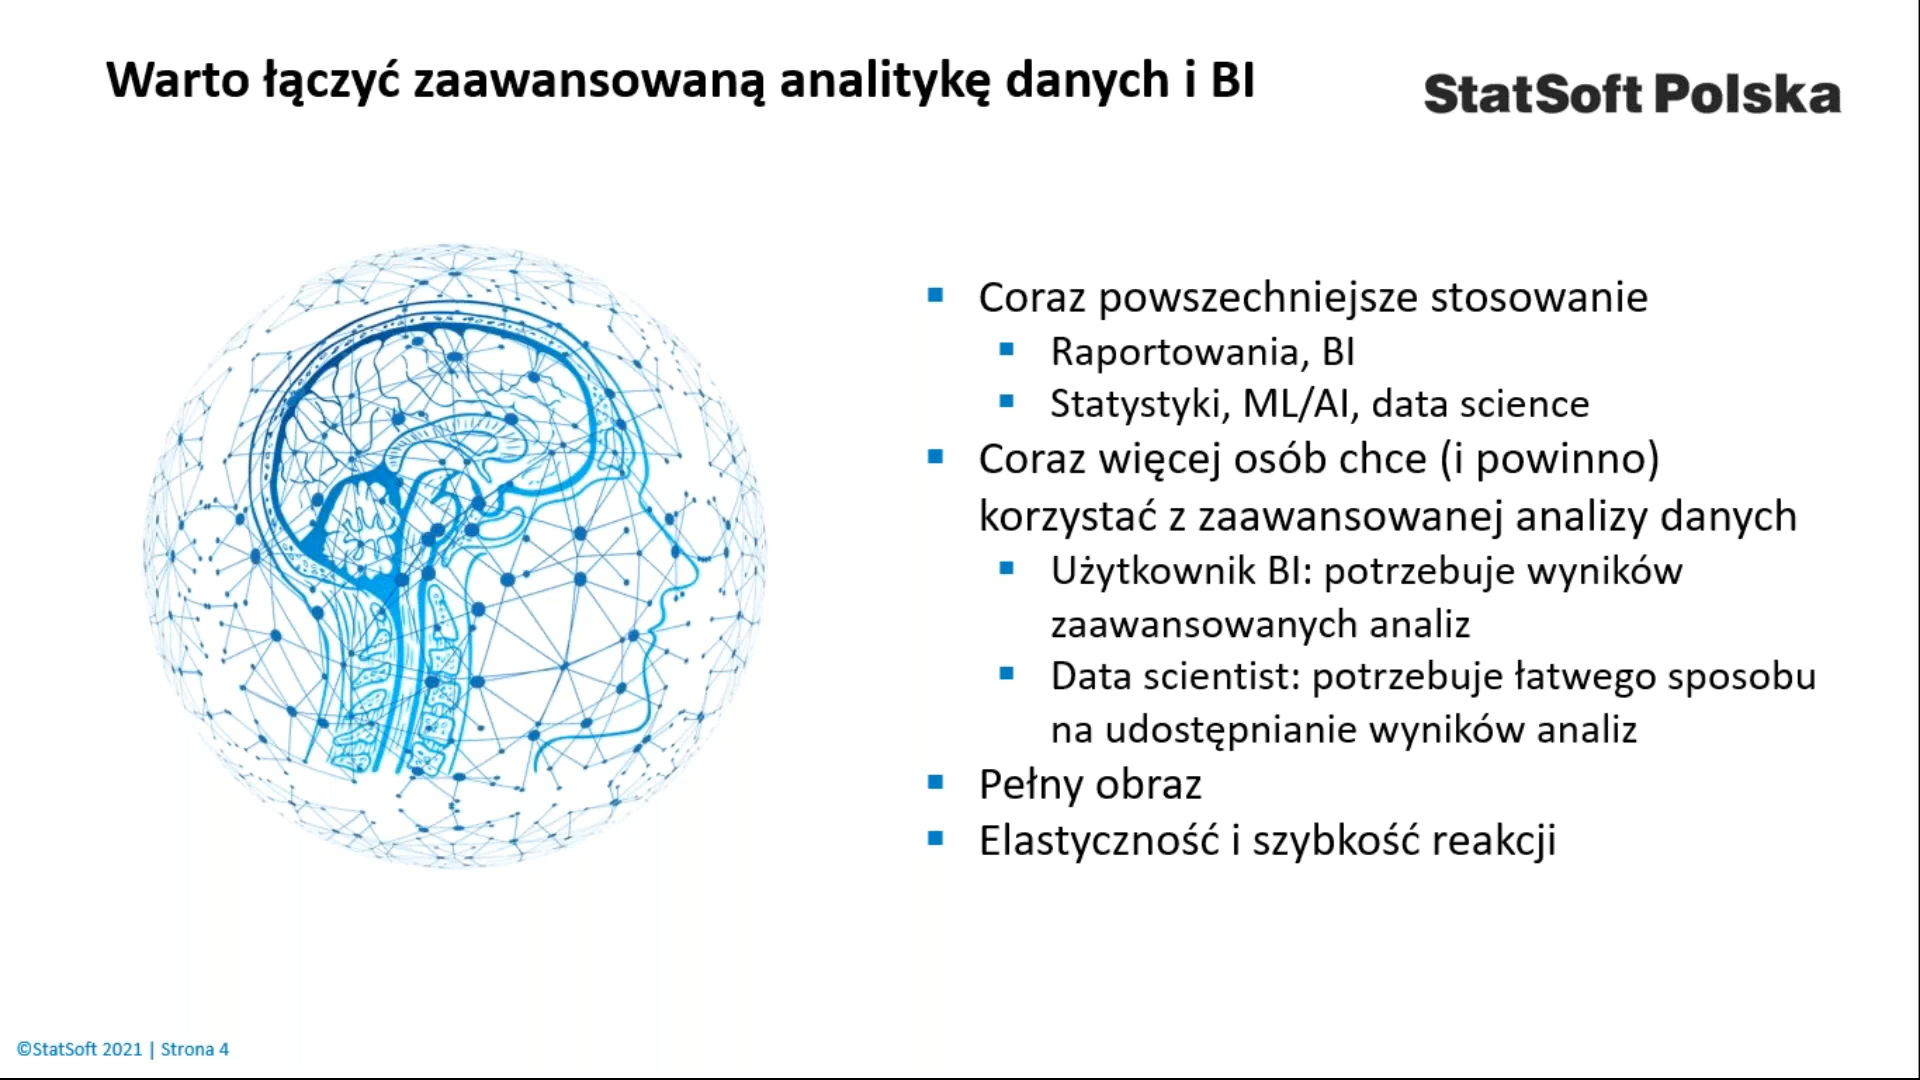 Warto łączyć zaawansowaną analitykę danych i BI
StatSoft Polska
Coraz powszechniejsze stosowanie
Raportowania, BI
Statystyki, ML/AI, data science
Coraz więcej osób chce (i powinno)
korzystać z zaawansowanej analizy danych
Użytkownik BI: potrzebuje wyników
zaawansowanych analiz
Data scientist: potrzebuje łatwego sposobu
na udostępnianie wyników analiz
Pełny obraz
Elastyczność i szybkość reakcji
©StatSoft 2021 | Strona 4